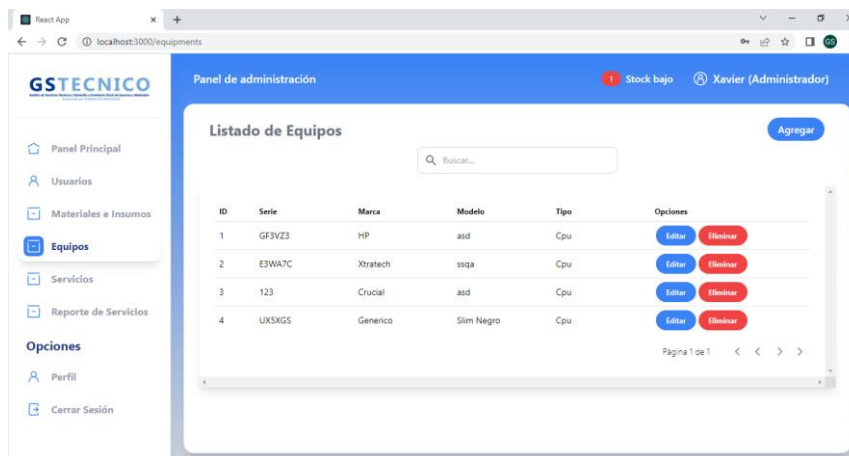 React App
localhost:3000/equipments
GS
GSTECNICO
Panel de administración
1 Stock bajo
Xavier (Administrador)
Panel Principal
Usuarios
Materiales e Insumos
Equipos
Servicios
Reporte de Servicios
Opciones
Perfil
Cerrar Sesión
Listado de Equipos
Agregar
Buscar...
ID Serie Marca Modelo Tipo Opciones
1 GF3VZ3 HP asd Cpu Editar Eliminar
2 E3WA7C Xtratech ssqa Cpu Editar Eliminar
3 123 Crucial asd Cpu Editar Eliminar
4 UX5XGS Generico Slim Negro Cpu Editar Eliminar
Página 1 de 1